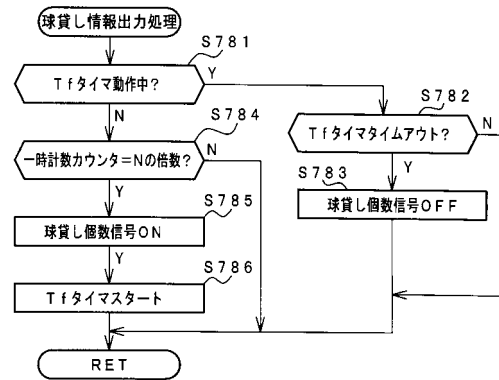 球貸し情報出力処理
S781
Tfタイマ動作中?
Y
N
S782
Tfタイマタイムアウト?
N
Y
S784
一時計数カウンタ=Nの倍数?
N
Y
S783
球貸し個数信号OFF
S785
球貸し個数信号ON
Y
S786
Tfタイマスタート
RET